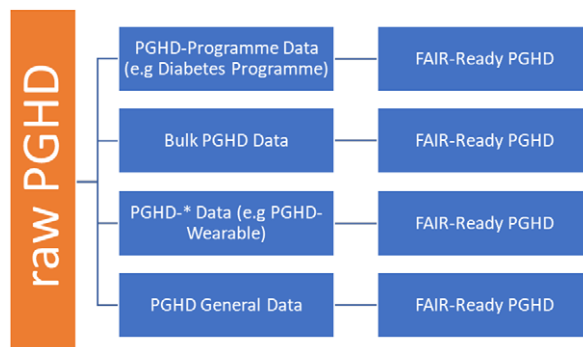 raw PGHD
PGHD-Programme Data
(e.g Diabetes Programme)
FAIR-Ready PGHD
Bulk PGHD Data
FAIR-Ready PGHD
PGHD-* Data (e.g PGHD-
Wearable)
FAIR-Ready PGHD
PGHD General Data
FAIR-Ready PGHD